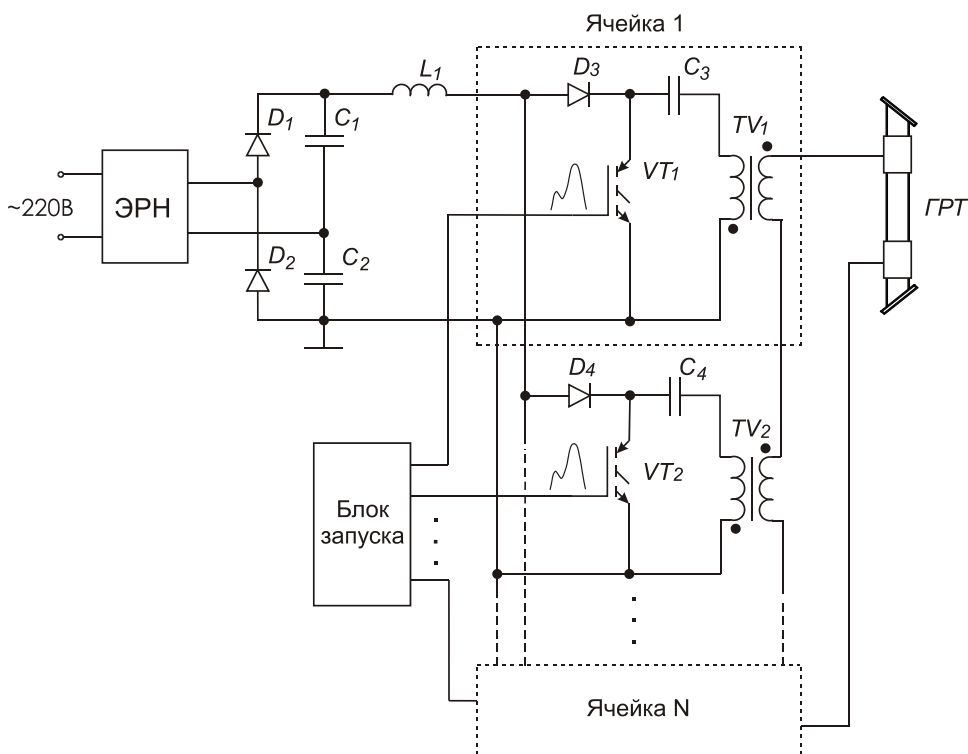 Ячейка 1
L1
D3
C3
D1
C1
TV1
~220В
ЭРН
VT1
ГРТ
D2
C2
D4
C4
TV2
VT2
Блок
запуска
Ячейка N